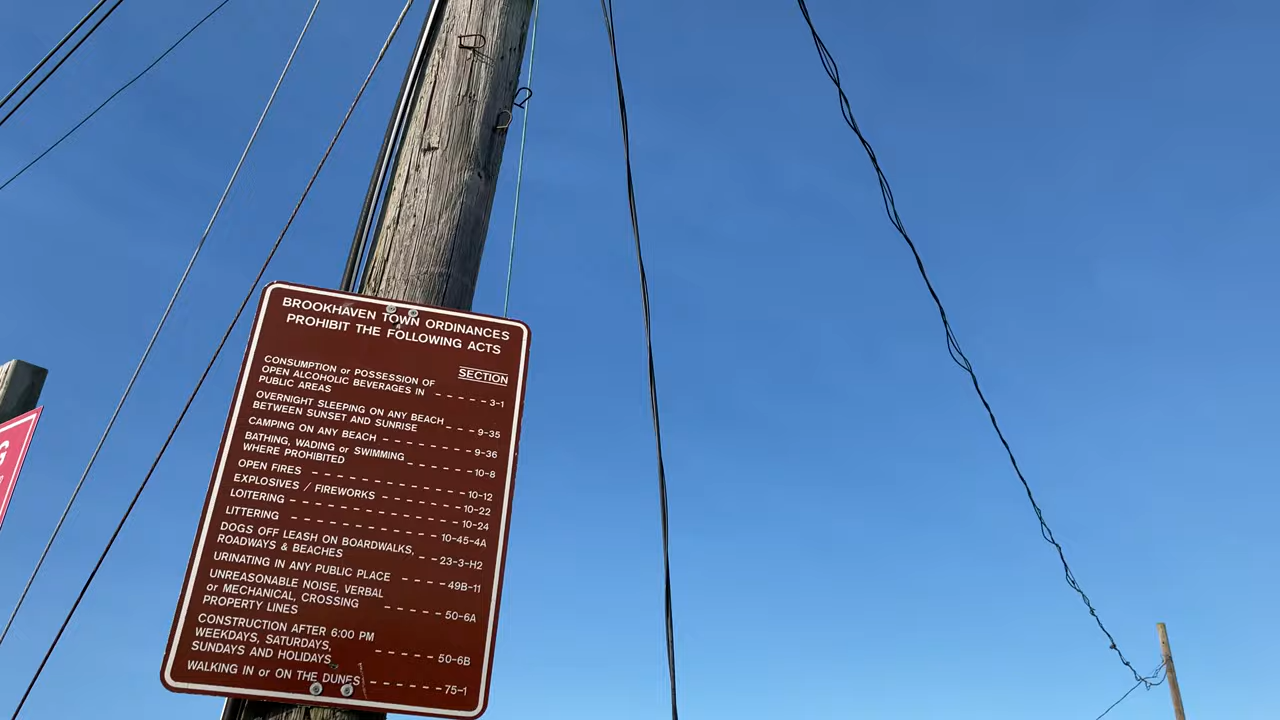 BROOKHAVEN TOWN ORDINANCES
PROHIBIT THE FOLLOWING ACTS
SECTION
CONSUMPTION or POSSESSION OF
OPEN ALCOHOLIC BEVERAGES IN
PUBLIC AREAS - - - - - - 3-1
OVERNIGHT SLEEPING ON ANY BEACH
BETWEEN SUNSET AND SUNRISE - - - - 9-35
CAMPING ON ANY BEACH - - - - - - - - - 9-36
BATHING, WADING or SWIMMING
WHERE PROHIBITED - - - - - - - 10-8
OPEN FIRES - - - - - - - - - - - - - 10-12
EXPLOSIVES / FIREWORKS - - - - - - - 10-22
LOITERING - - - - - - - - - - - - - - 10-24
LITTERING - - - - - - - - - - - - 10-45-4A
DOGS OFF LEASH ON BOARDWALKS,
ROADWAYS & BEACHES - - 23-3-H2
URINATING IN ANY PUBLIC PLACE - - - - 49B-11
UNREASONABLE NOISE, VERBAL
or MECHANICAL, CROSSING
PROPERTY LINES - - - - - - 50-6A
CONSTRUCTION AFTER 6:00 PM
WEEKDAYS, SATURDAYS,
SUNDAYS AND HOLIDAYS - - - - - - 50-6B
WALKING IN or ON THE DUNES - - - - - - - 75-1
G